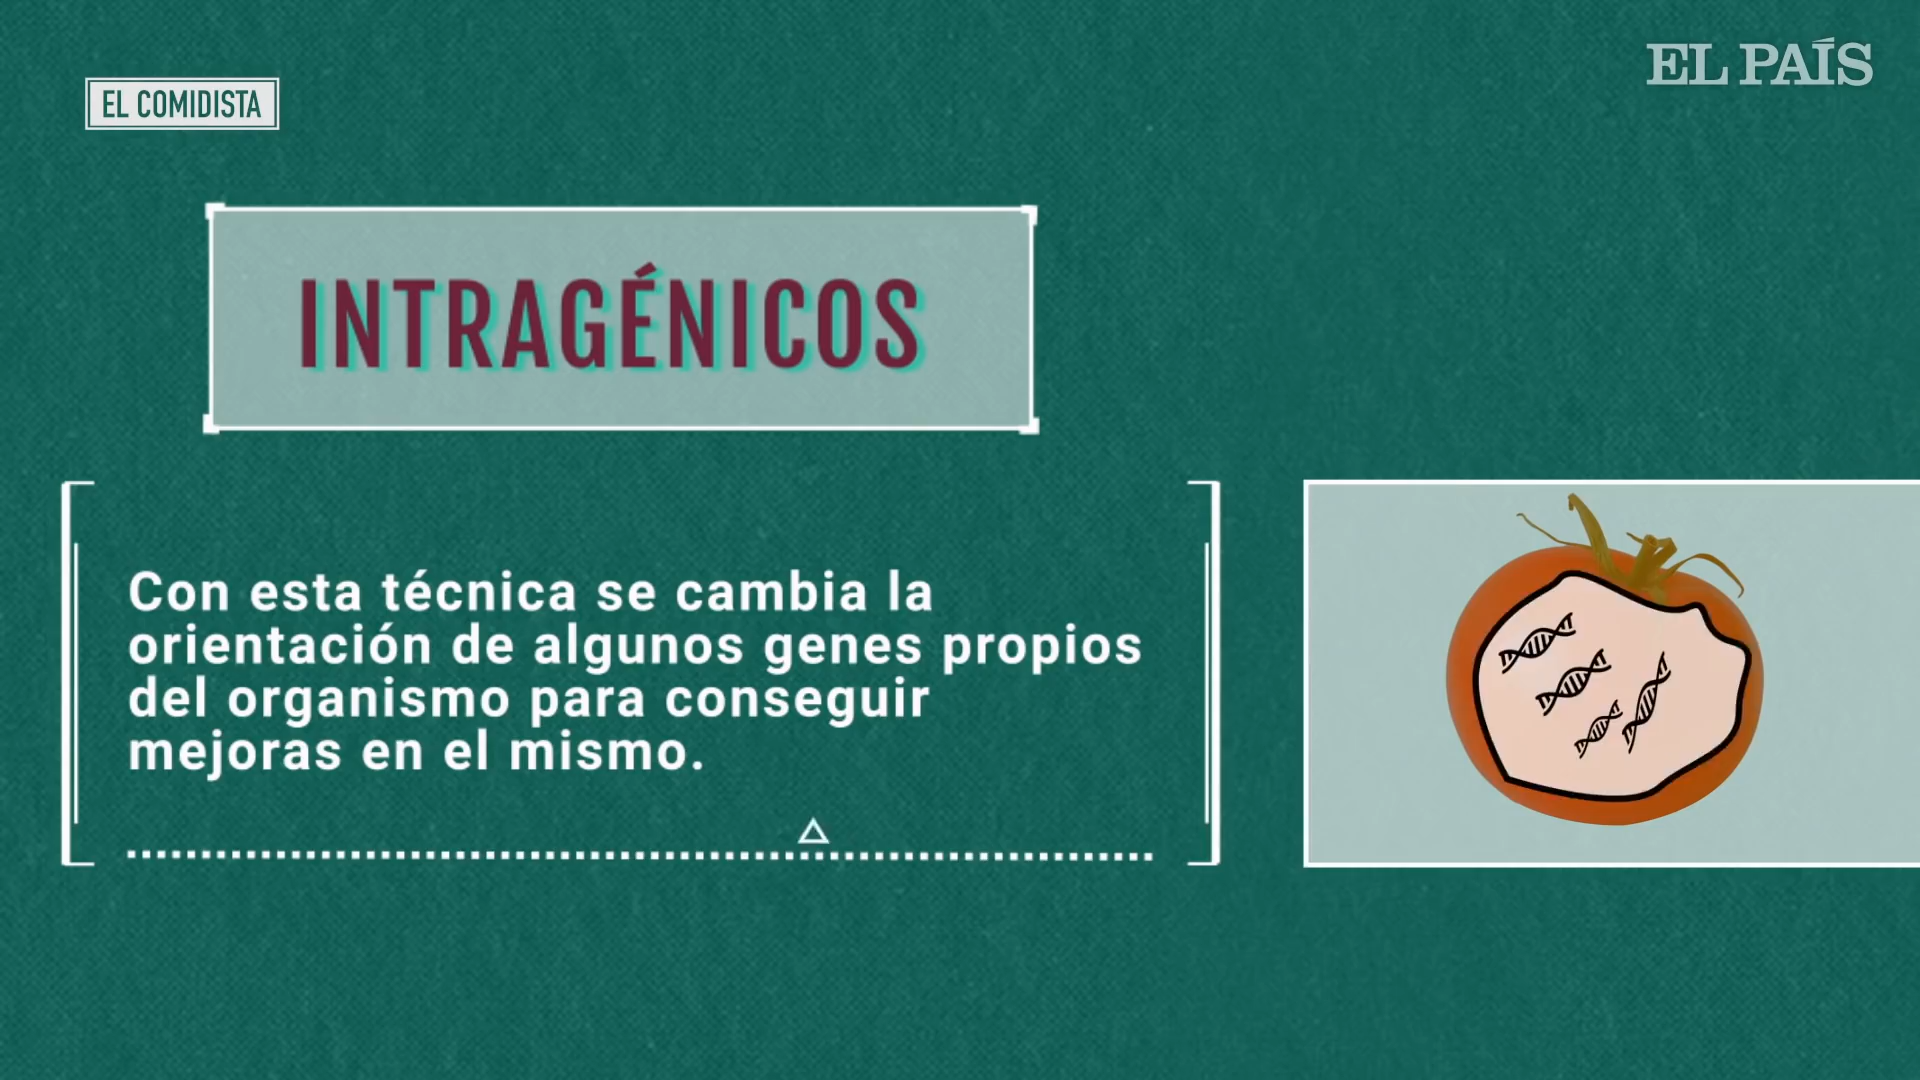 EL COMIDISTA
EL PAÍS
INTRAGÉNICOS
Con esta técnica se cambia la
orientación de algunos genes propios
del organismo para conseguir
mejoras en el mismo.